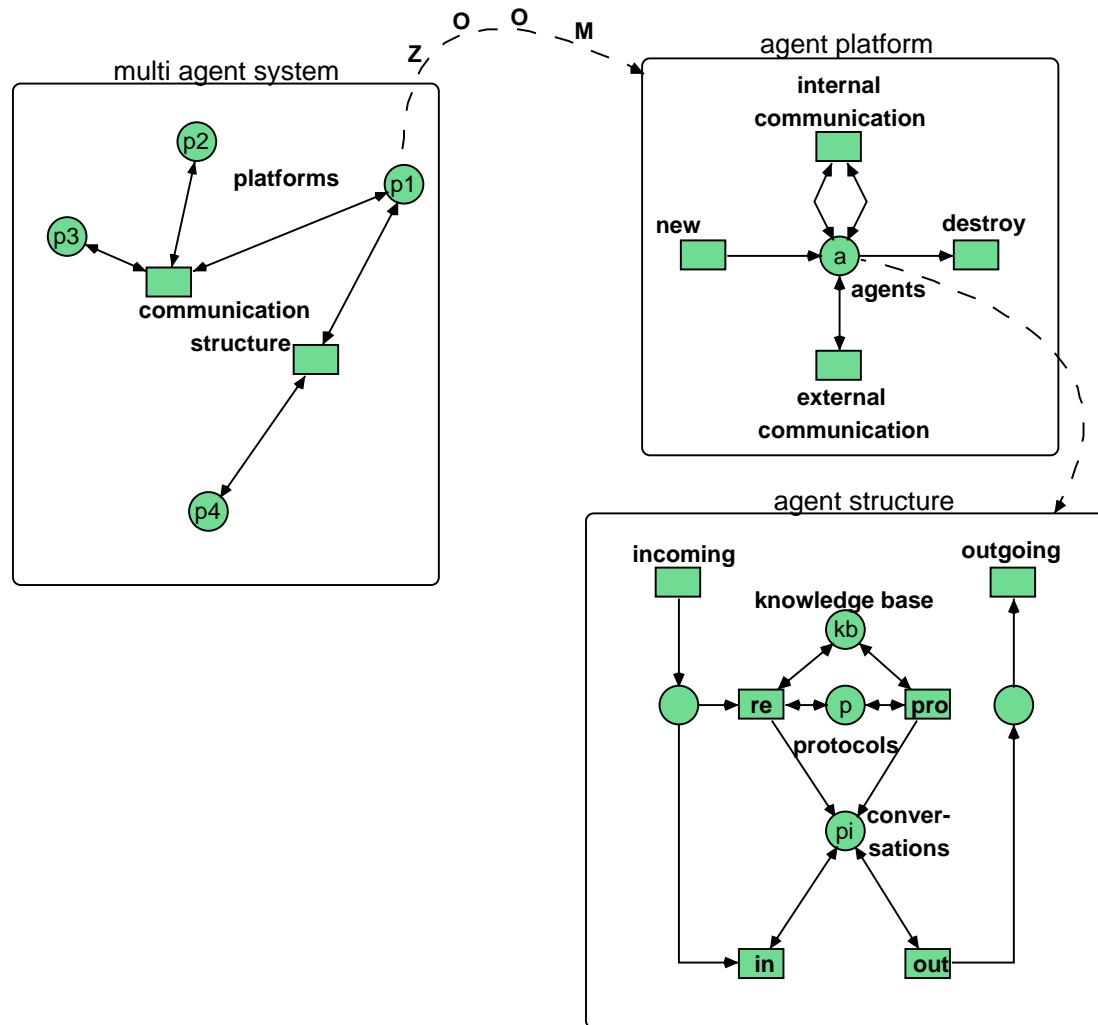 Z O O M
multi agent system
p2
platforms
p1
p3
communication
structure
p4
agent platform
internal
communication
new
destroy
a
agents
external
communication
agent structure
incoming
outgoing
knowledge base
kb
re
p
pro
protocols
pi
conver-
sations
in
out